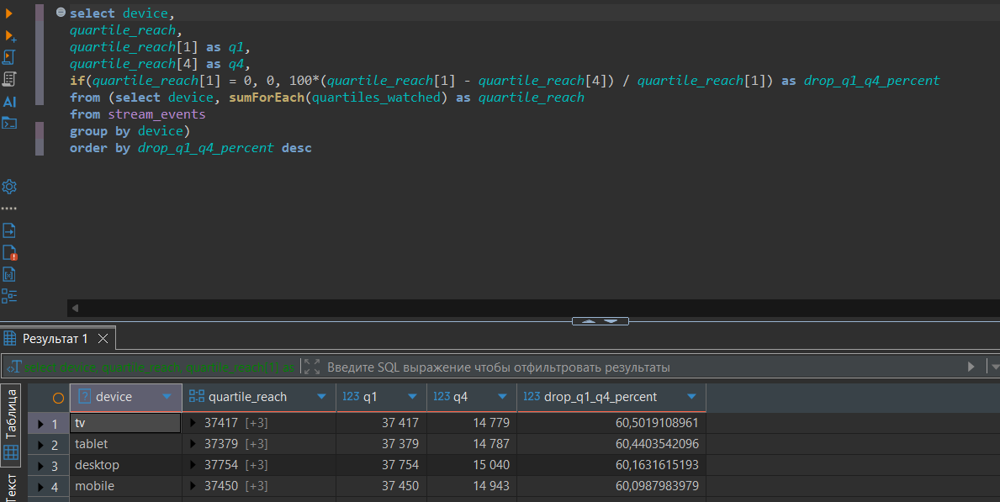 select device,
quartile_reach,
quartile_reach[1] as q1,
quartile_reach[4] as q4,
if(quartile_reach[1] = 0, 0, 100*(quartile_reach[1] - quartile_reach[4]) / quartile_reach[1]) as drop_q1_q4_percent
from (select device, sumForEach(quartiles_watched) as quartile_reach
from stream_events
group by device)
order by drop_q1_q4_percent desc
AI
Результат 1
select device, quartile_reach, quartile_reach[1] as Введите SQL выражение чтобы отфильтровать результаты
Таблица
Текст
device quartile_reach 123 q1 123 q4 123 drop_q1_q4_percent
1 tv 37417 [+3] 37 417 14 779 60,5019108961
2 tablet 37379 [+3] 37 379 14 787 60,4403542096
3 desktop 37754 [+3] 37 754 15 040 60,1631615193
4 mobile 37450 [+3] 37 450 14 943 60,0987983979